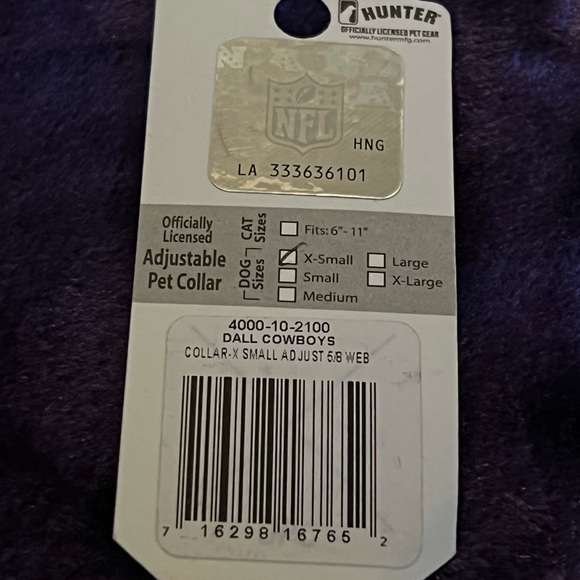 HUNTER™
OFFICIALLY LICENSED PET GEAR
www.huntermfg.com
NFL
HNG
LA 333636101
Officially
Licensed
Adjustable
Pet Collar
CAT
Sizes
Fits: 6"- 11"
DOG
Sizes
X-Small
Small
Medium
Large
X-Large
4000-10-2100
DALL COWBOYS
COLLAR-X SMALL ADJUST 5/8 WEB
7 16298 16765 2